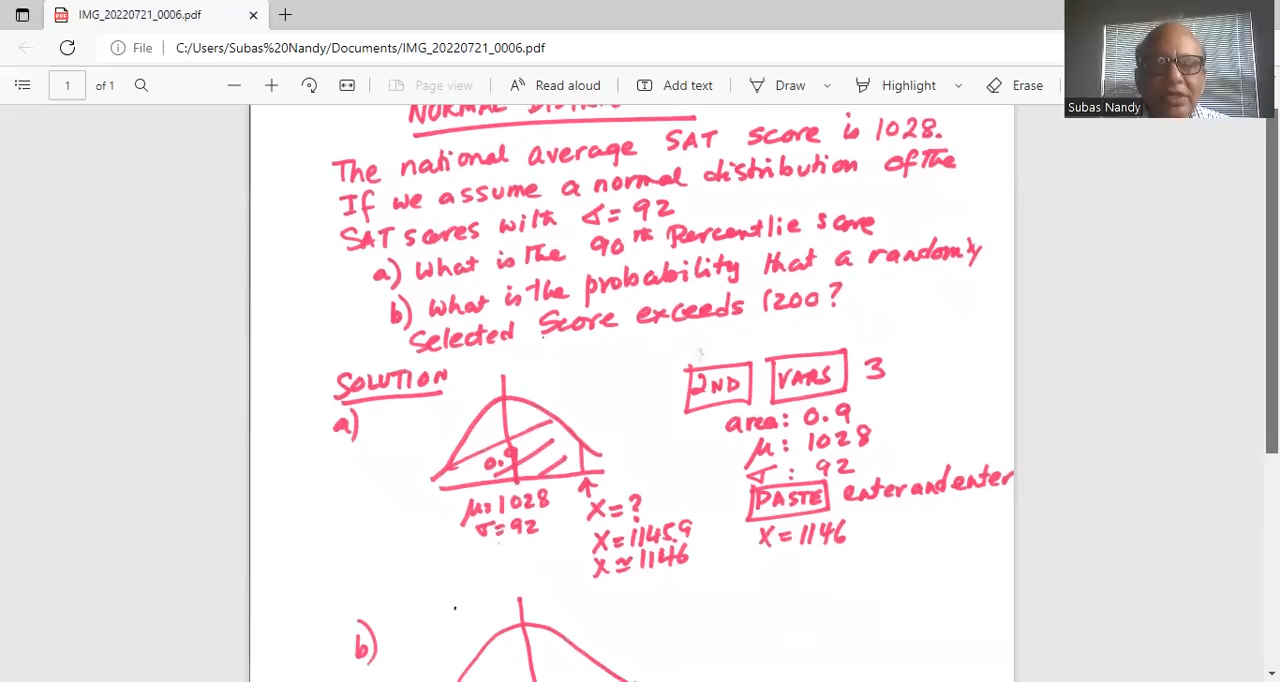 IMG_20220721_0006.pdf
File C:/Users/Subas%20Nandy/Documents/IMG_20220721_0006.pdf
1 of 1 Page view Read aloud Add text Draw Highlight Erase
Subas Nandy
NORMAL
The national average SAT score is 1028.
If we assume a normal distribution of the
SAT scores with σ= 92
a) What is the 90th Percentlie score
b) What is the probability that a randomly
Selected Score exceeds 1200?
SOLUTION
a)
0.9
μ=1028
σ=92
X=?
X=1145.9
X≃1146
2ND VARS 3
area: 0.9
μ: 1028
σ: 92
PASTE enter and enter
X=1146
b)